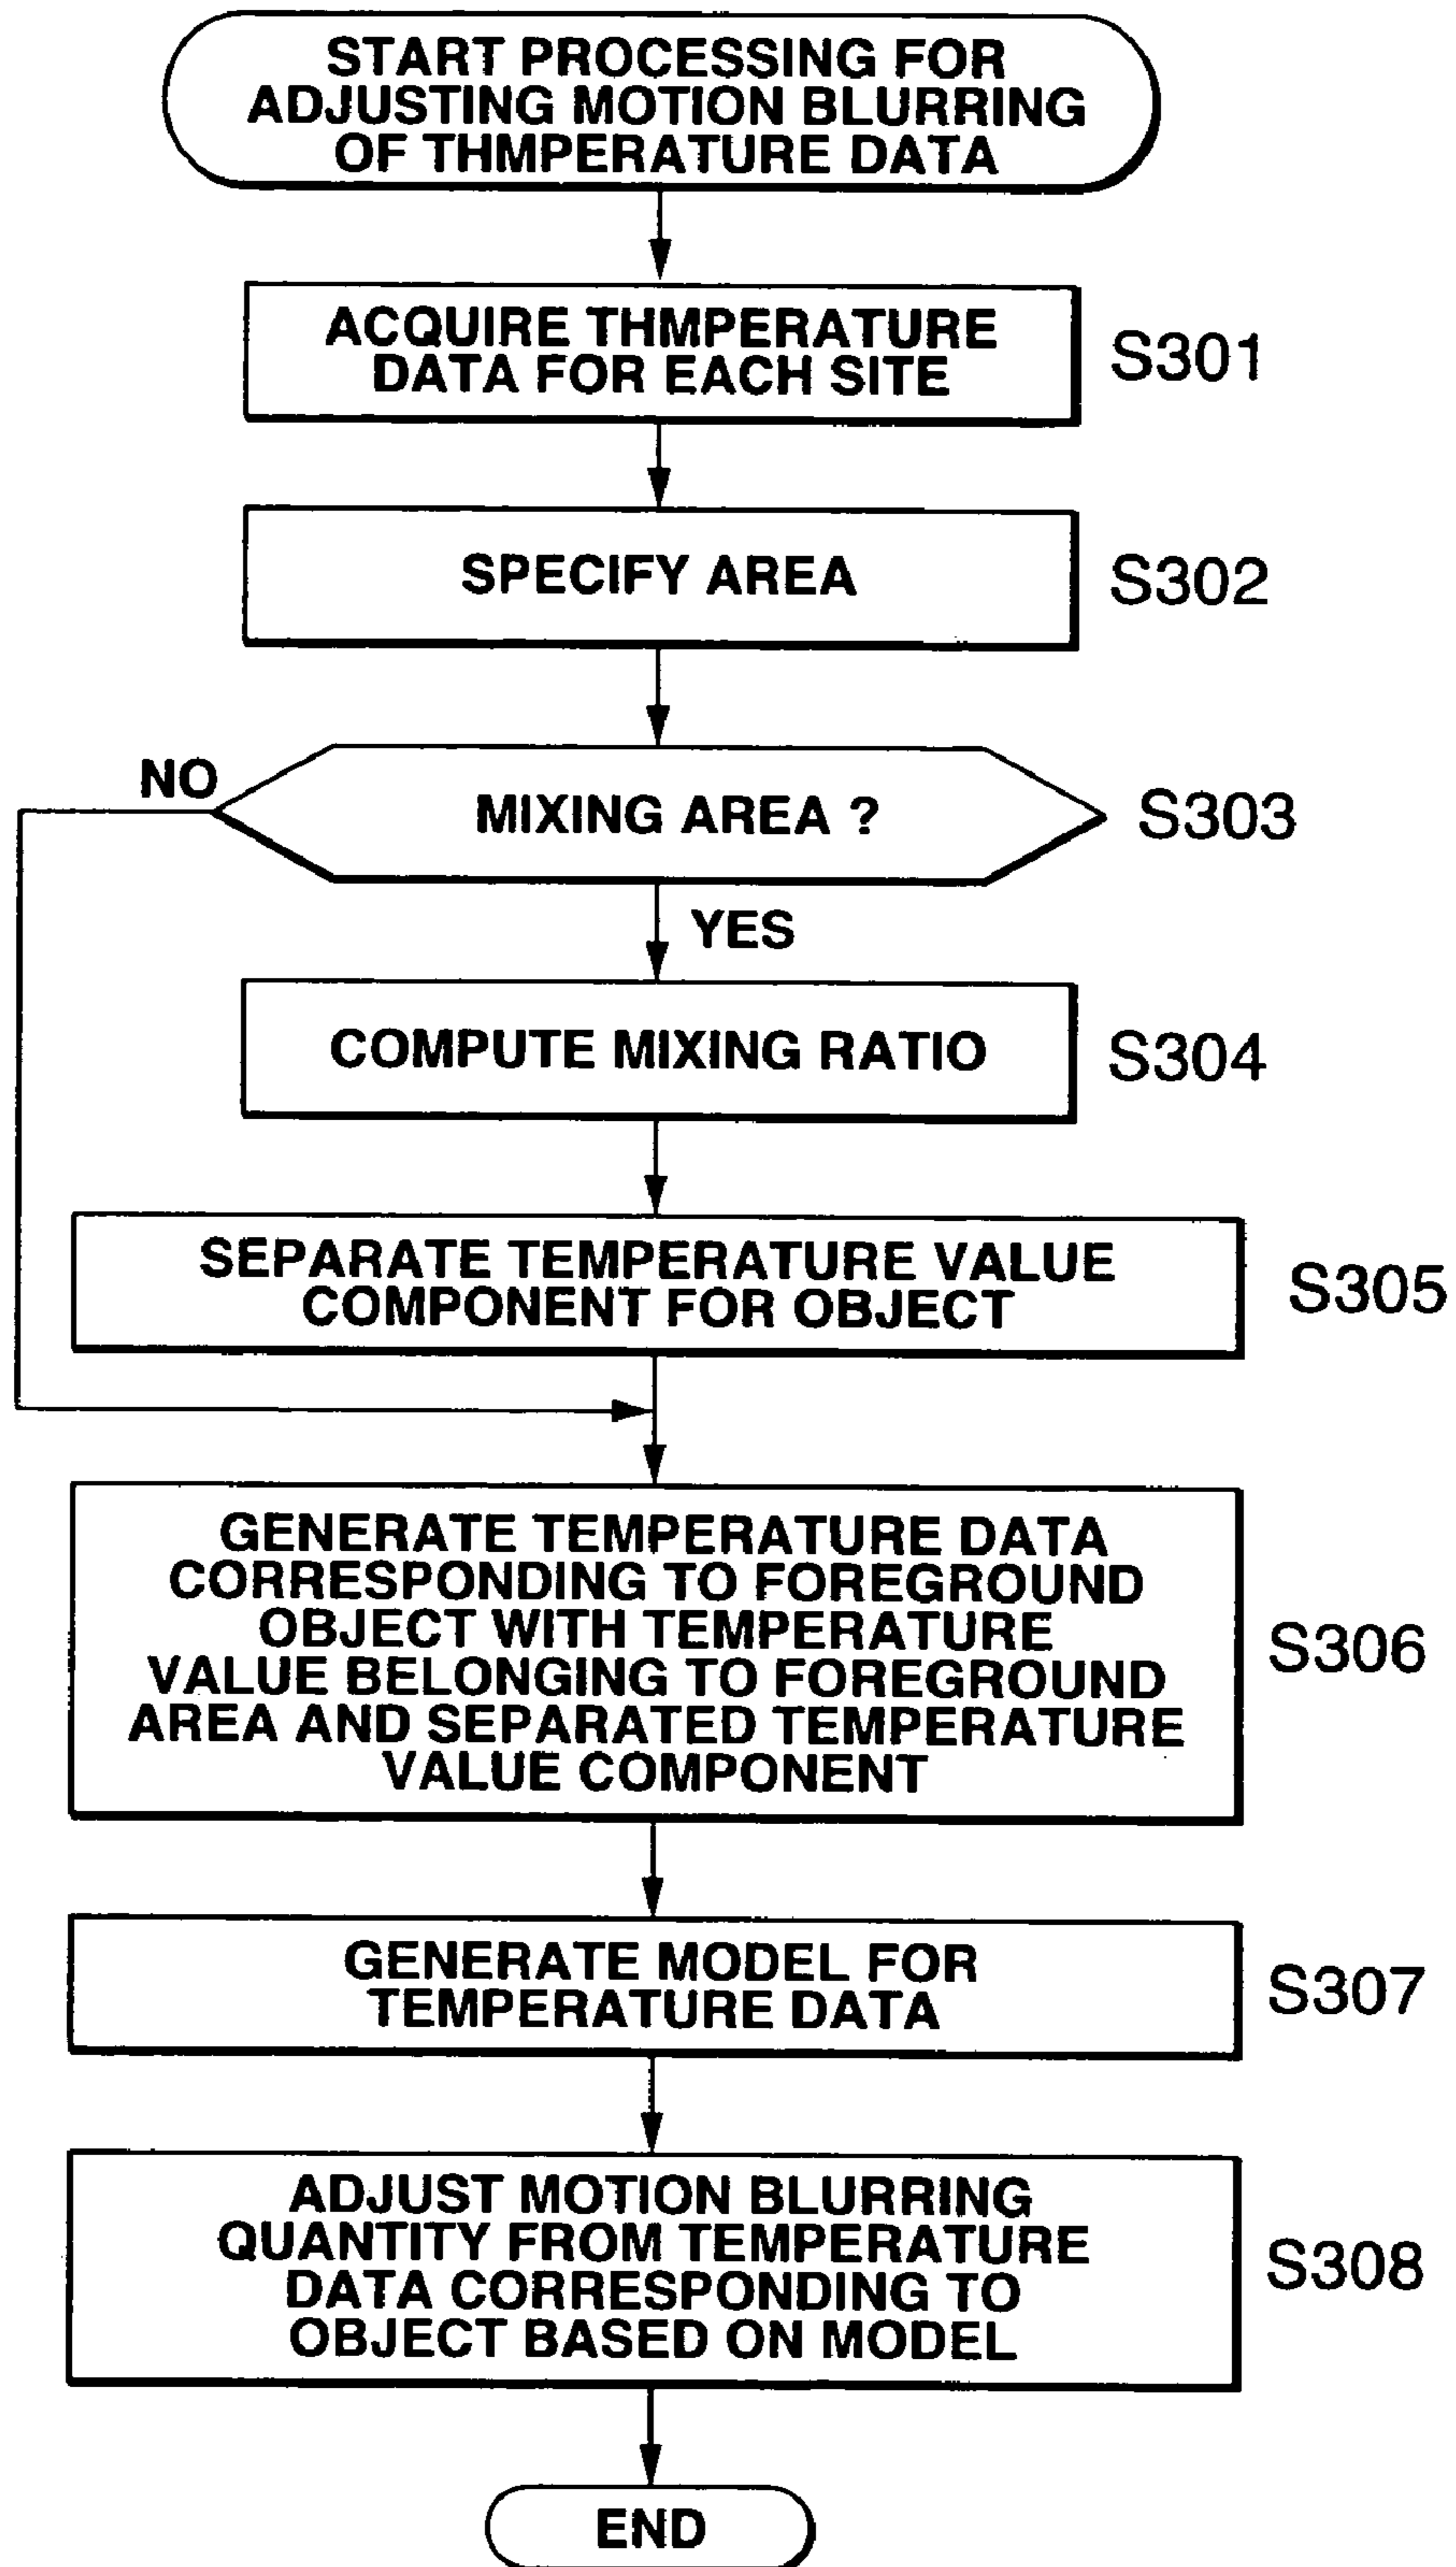 START PROCESSING FOR
ADJUSTING MOTION BLURRING
OF THMPERATURE DATA
ACQUIRE THMPERATURE
DATA FOR EACH SITE
S301
SPECIFY AREA
S302
NO
MIXING AREA ?
S303
YES
COMPUTE MIXING RATIO
S304
SEPARATE TEMPERATURE VALUE
COMPONENT FOR OBJECT
S305
GENERATE TEMPERATURE DATA
CORRESPONDING TO FOREGROUND
OBJECT WITH TEMPERATURE
VALUE BELONGING TO FOREGROUND
AREA AND SEPARATED TEMPERATURE
VALUE COMPONENT
S306
GENERATE MODEL FOR
TEMPERATURE DATA
S307
ADJUST MOTION BLURRING
QUANTITY FROM TEMPERATURE
DATA CORRESPONDING TO
OBJECT BASED ON MODEL
S308
END